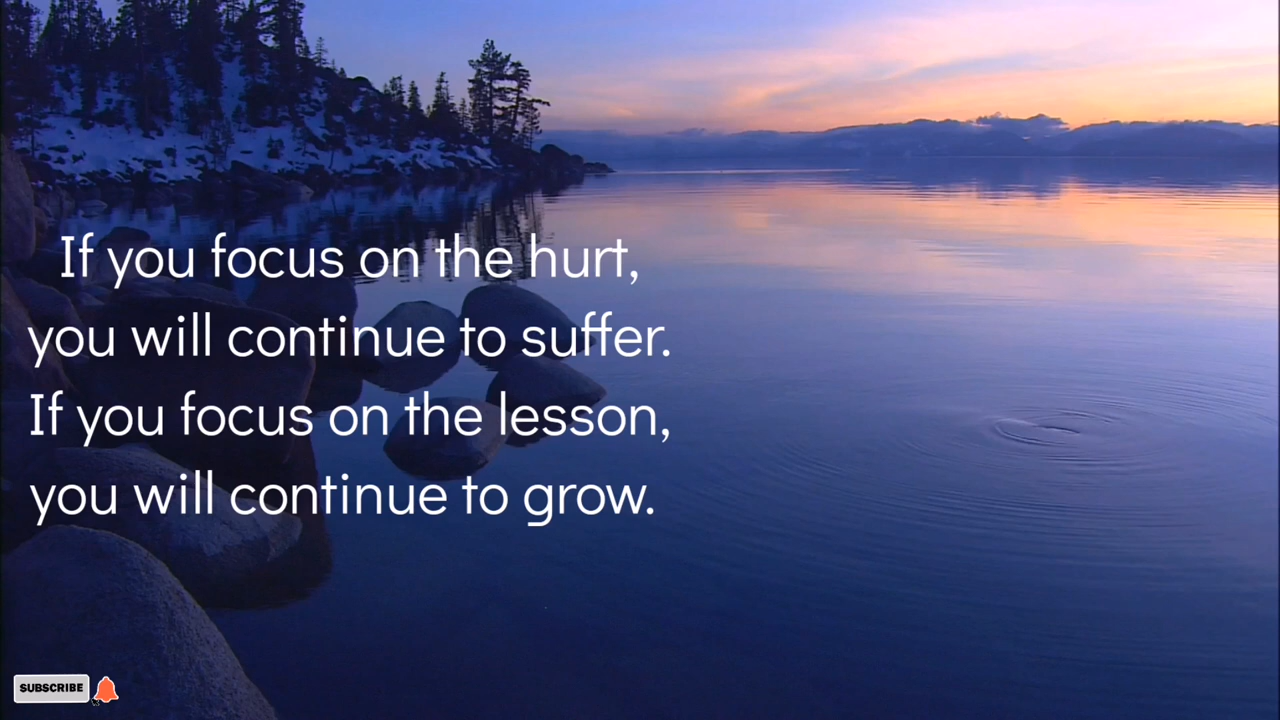 If you focus on the hurt,
you will continue to suffer.
If you focus on the lesson,
you will continue to grow.
SUBSCRIBE